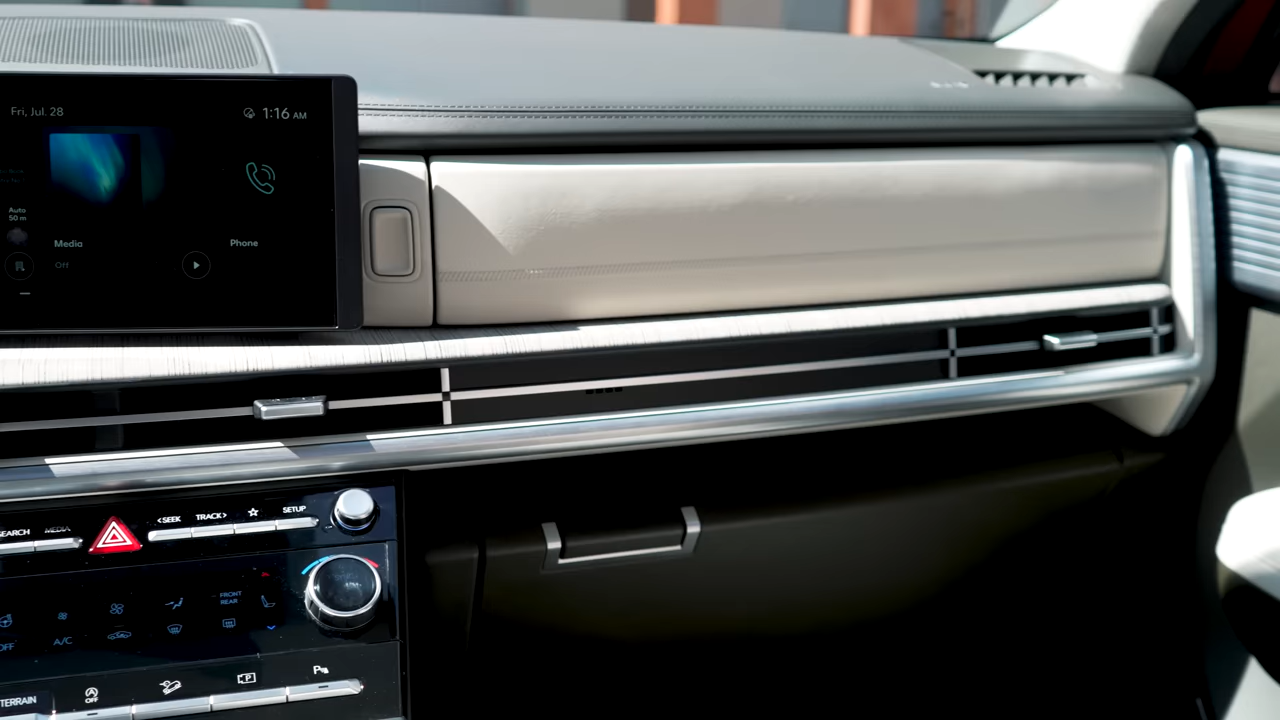 Fri, Jul. 28
1:16 AM
Auto
50 m
Media
Off
Phone
SEARCH
MEDIA
<SEEK
TRACK>
SETUP
FRONT
REAR
OFF
A/C
TERRAIN
OFF
P
P